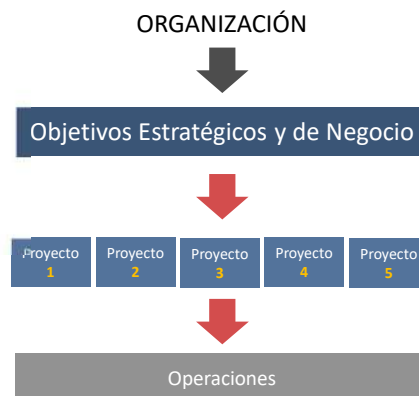 ORGANIZACIÓN
Objetivos Estratégicos y de Negocio
Proyecto Proyecto Proyecto Proyecto Proyecto
1 2 3 4 5
Operaciones